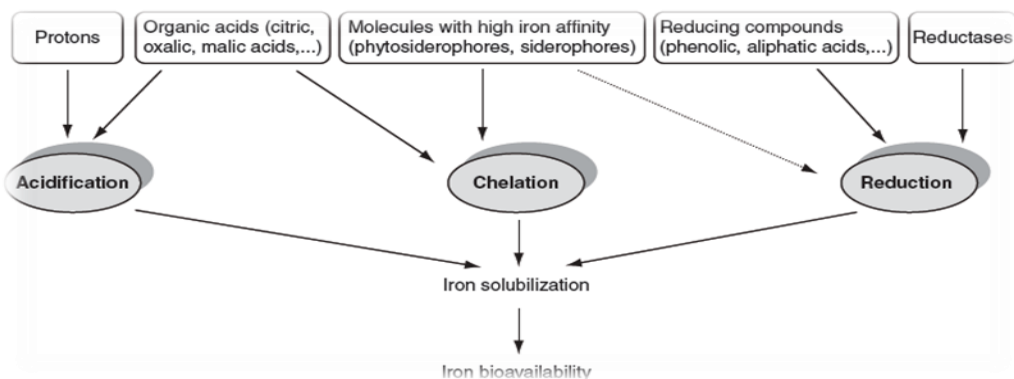 Protons
Organic acids (citric,
oxalic, malic acids,...)
Molecules with high iron affinity
(phytosiderophores, siderophores)
Reducing compounds
(phenolic, aliphatic acids,...)
Reductases
Acidification
Chelation
Reduction
Iron solubilization
Iron bioavailability